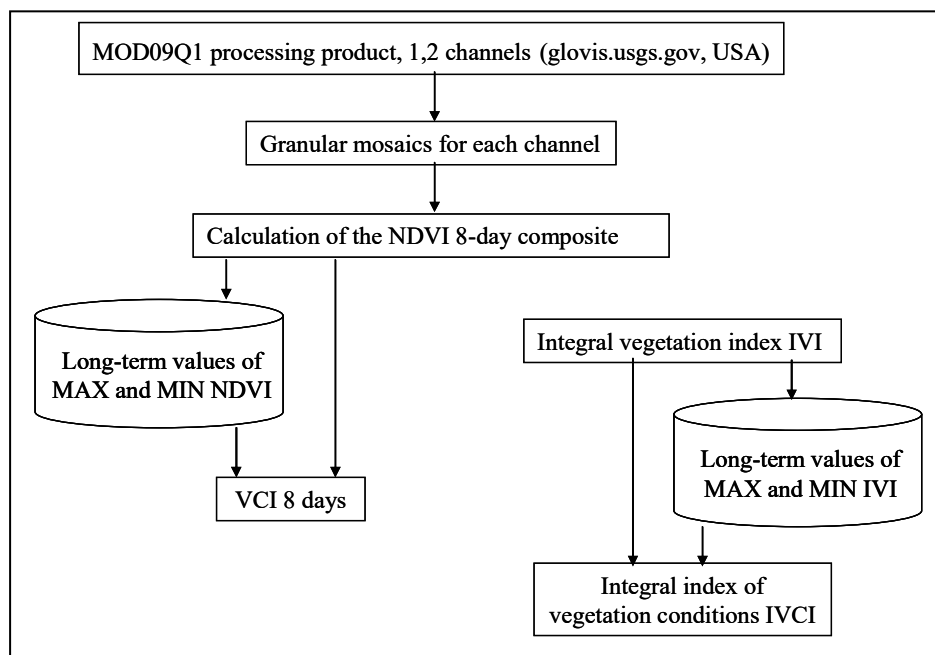 MOD09Q1 processing product, 1,2 channels (glovis.usgs.gov, USA)
Granular mosaics for each channel
Calculation of the NDVI 8-day composite
Long-term values of
MAX and MIN NDVI
VCI 8 days
Integral vegetation index IVI
Long-term values of
MAX and MIN IVI
Integral index of
vegetation conditions IVCI